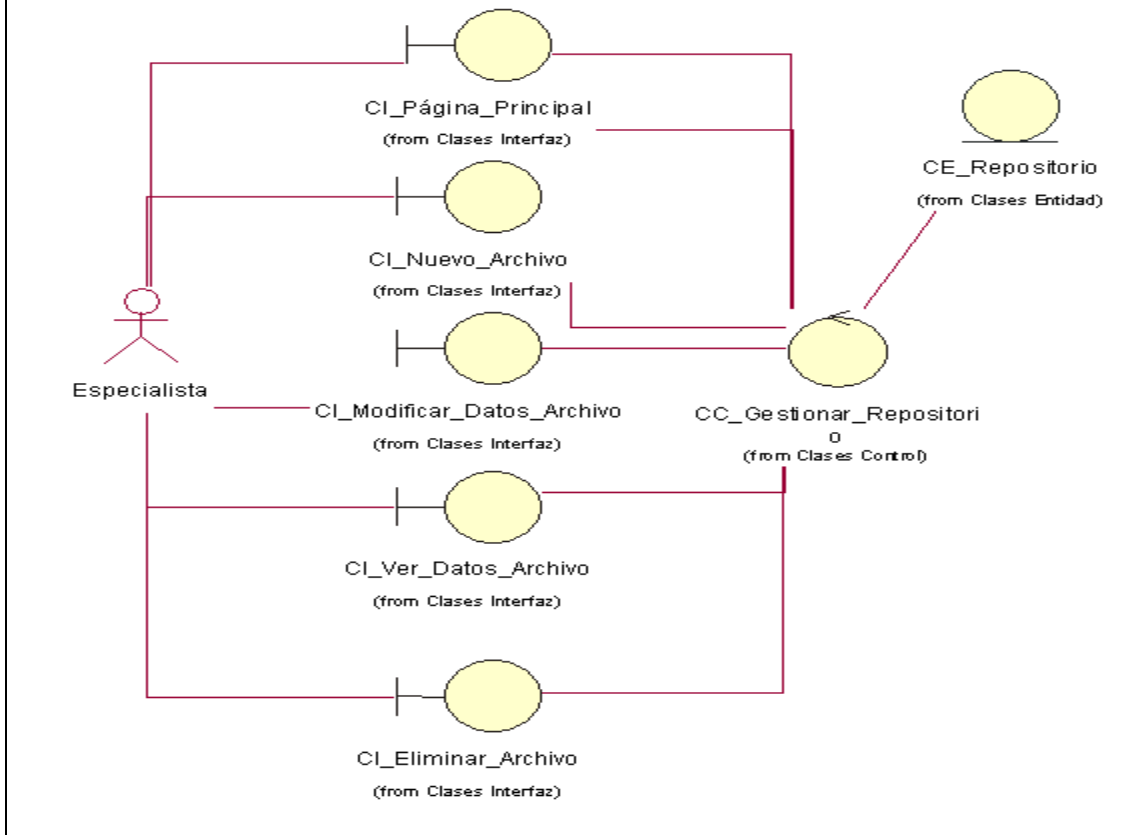 CI_Página_Principal
(from Clases Interfaz)
CE_Repositorio
(from Clases Entidad)
CI_Nuevo_Archivo
(from Clases Interfaz)
Especialista
CI_Modificar_Datos_Archivo
(from Clases Interfaz)
CC_Gestionar_Repositori
o
(from Clases Control)
CI_Ver_Datos_Archivo
(from Clases Interfaz)
CI_Eliminar_Archivo
(from Clases Interfaz)